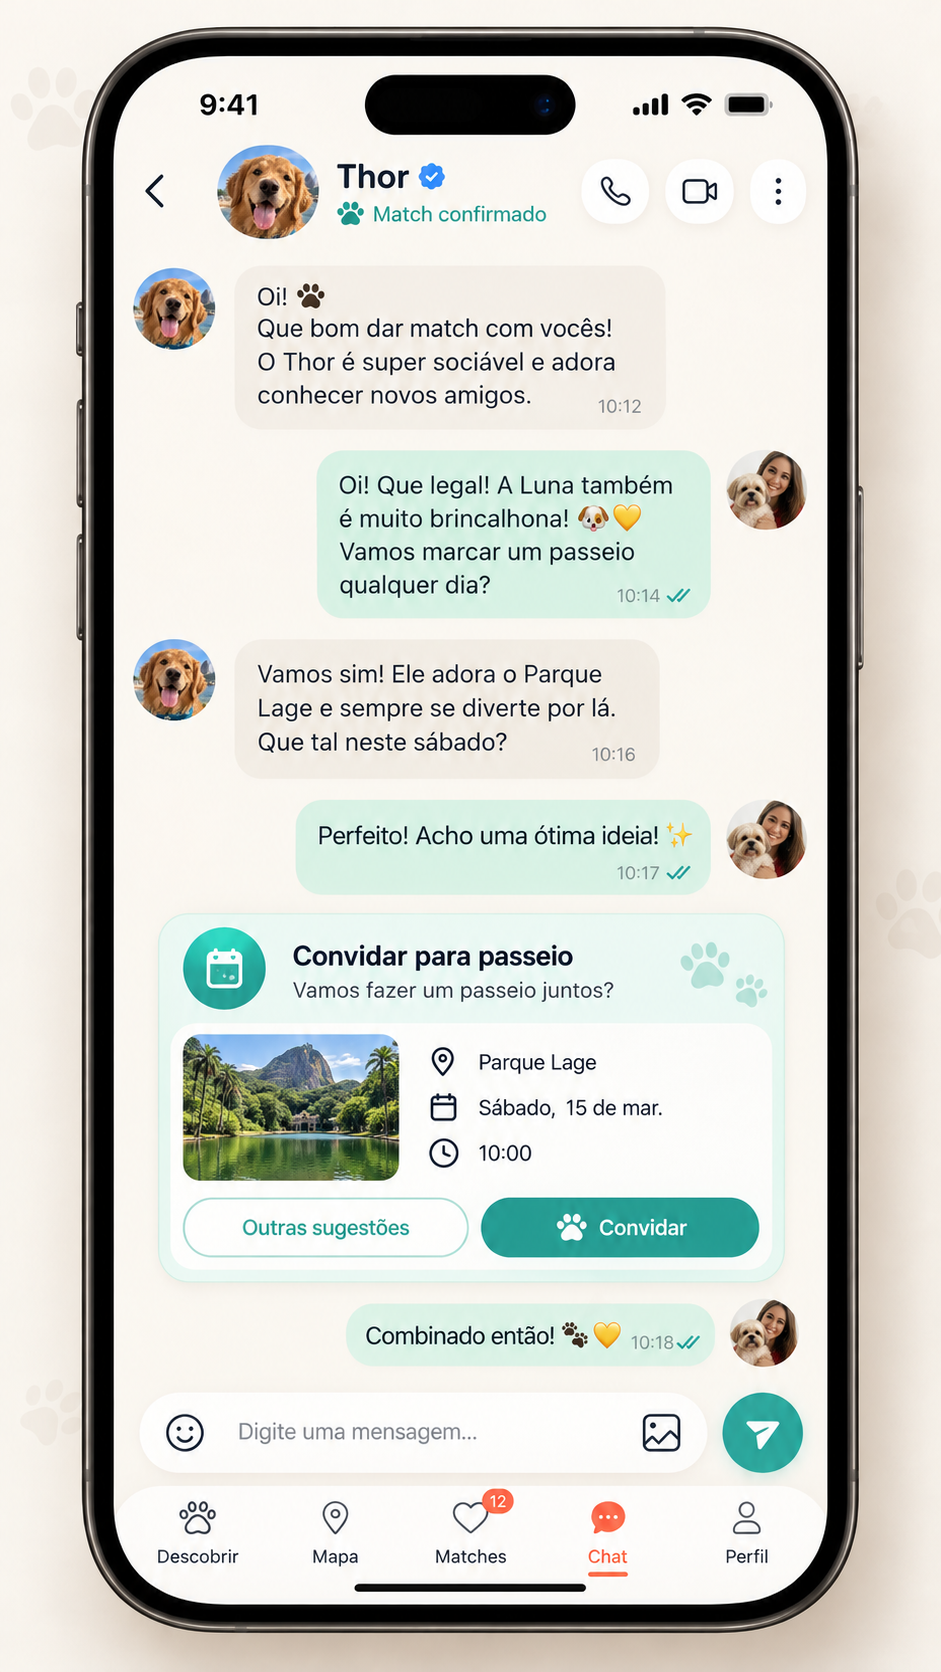 9:41
Thor
Match confirmado
Oi! 🐾
Que bom dar match com vocês!
O Thor é super sociável e adora
conhecer novos amigos.
10:12
Oi! Que legal! A Luna também
é muito brincalhona! 🐶💛
Vamos marcar um passeio
qualquer dia?
10:14
Vamos sim! Ele adora o Parque
Lage e sempre se diverte por lá.
Que tal neste sábado?
10:16
Perfeito! Acho uma ótima ideia! ✨
10:17
Convidar para passeio
Vamos fazer um passeio juntos?
Parque Lage
Sábado, 15 de mar.
10:00
Outras sugestões
Convidar
Combinado então! 🐾💛 10:18
Digite uma mensagem...
12
Descobrir
Mapa
Matches
Chat
Perfil